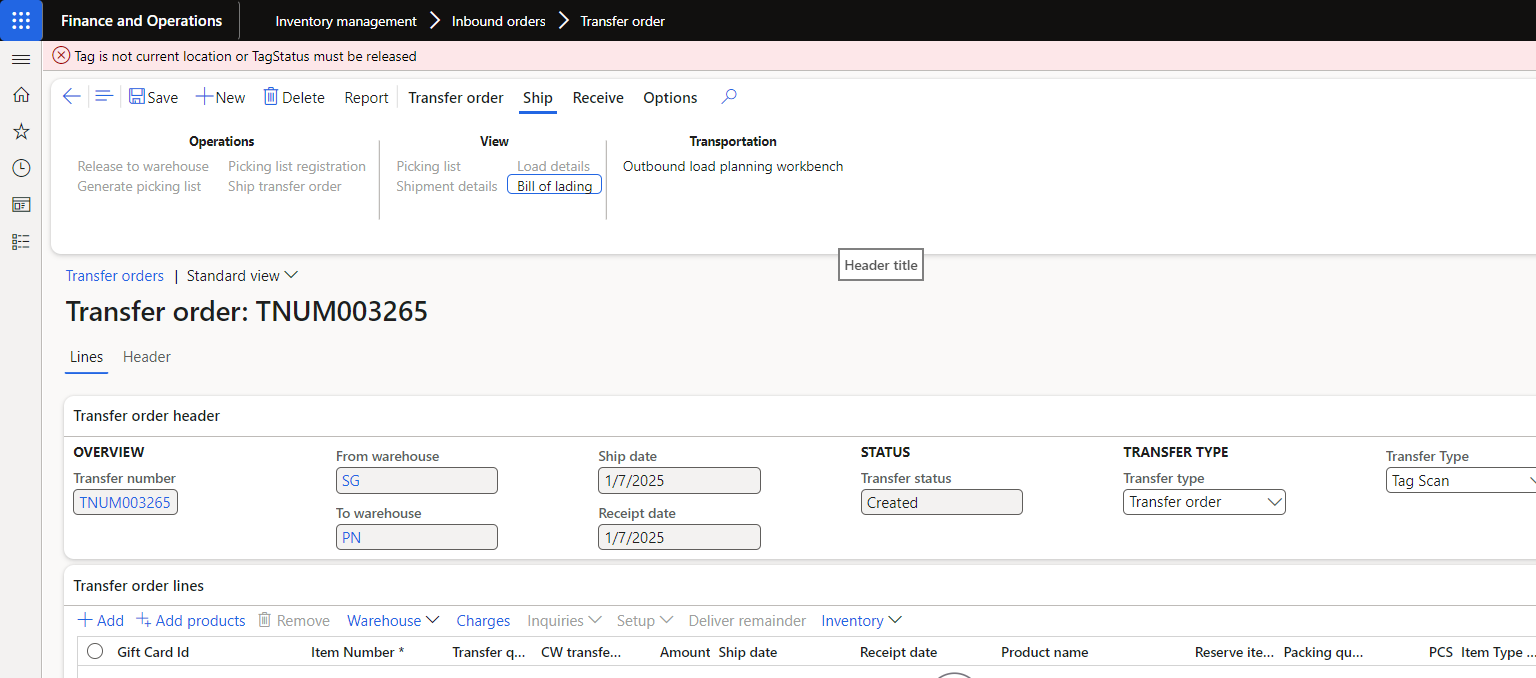 Finance and Operations
Inventory management > Inbound orders > Transfer order
Tag is not current location or TagStatus must be released
Save New Delete Report Transfer order Ship Receive Options
Operations
Release to warehouse Picking list registration
Generate picking list Ship transfer order
View
Picking list Load details
Shipment details Bill of lading
Transportation
Outbound load planning workbench
Header title
Transfer orders | Standard view
Transfer order: TNUM003265
Lines Header
Transfer order header
OVERVIEW
Transfer number
TNUM003265
From warehouse
SG
To warehouse
PN
Ship date
1/7/2025
Receipt date
1/7/2025
STATUS
Transfer status
Created
TRANSFER TYPE
Transfer type
Transfer order
Transfer Type
Tag Scan
Transfer order lines
Add Add products Remove Warehouse Charges Inquiries Setup Deliver remainder Inventory
Gift Card Id Item Number * Transfer q... CW transfe... Amount Ship date Receipt date Product name Reserve ite... Packing qu... PCS Item Type ...